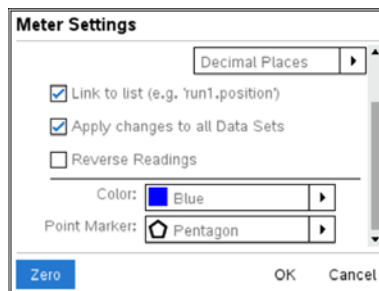 Meter Settings
Decimal Places
Link to list (e.g. 'run1.position')
Apply changes to all Data Sets
Reverse Readings
Color: Blue
Point Marker: Pentagon
Zero OK Cancel